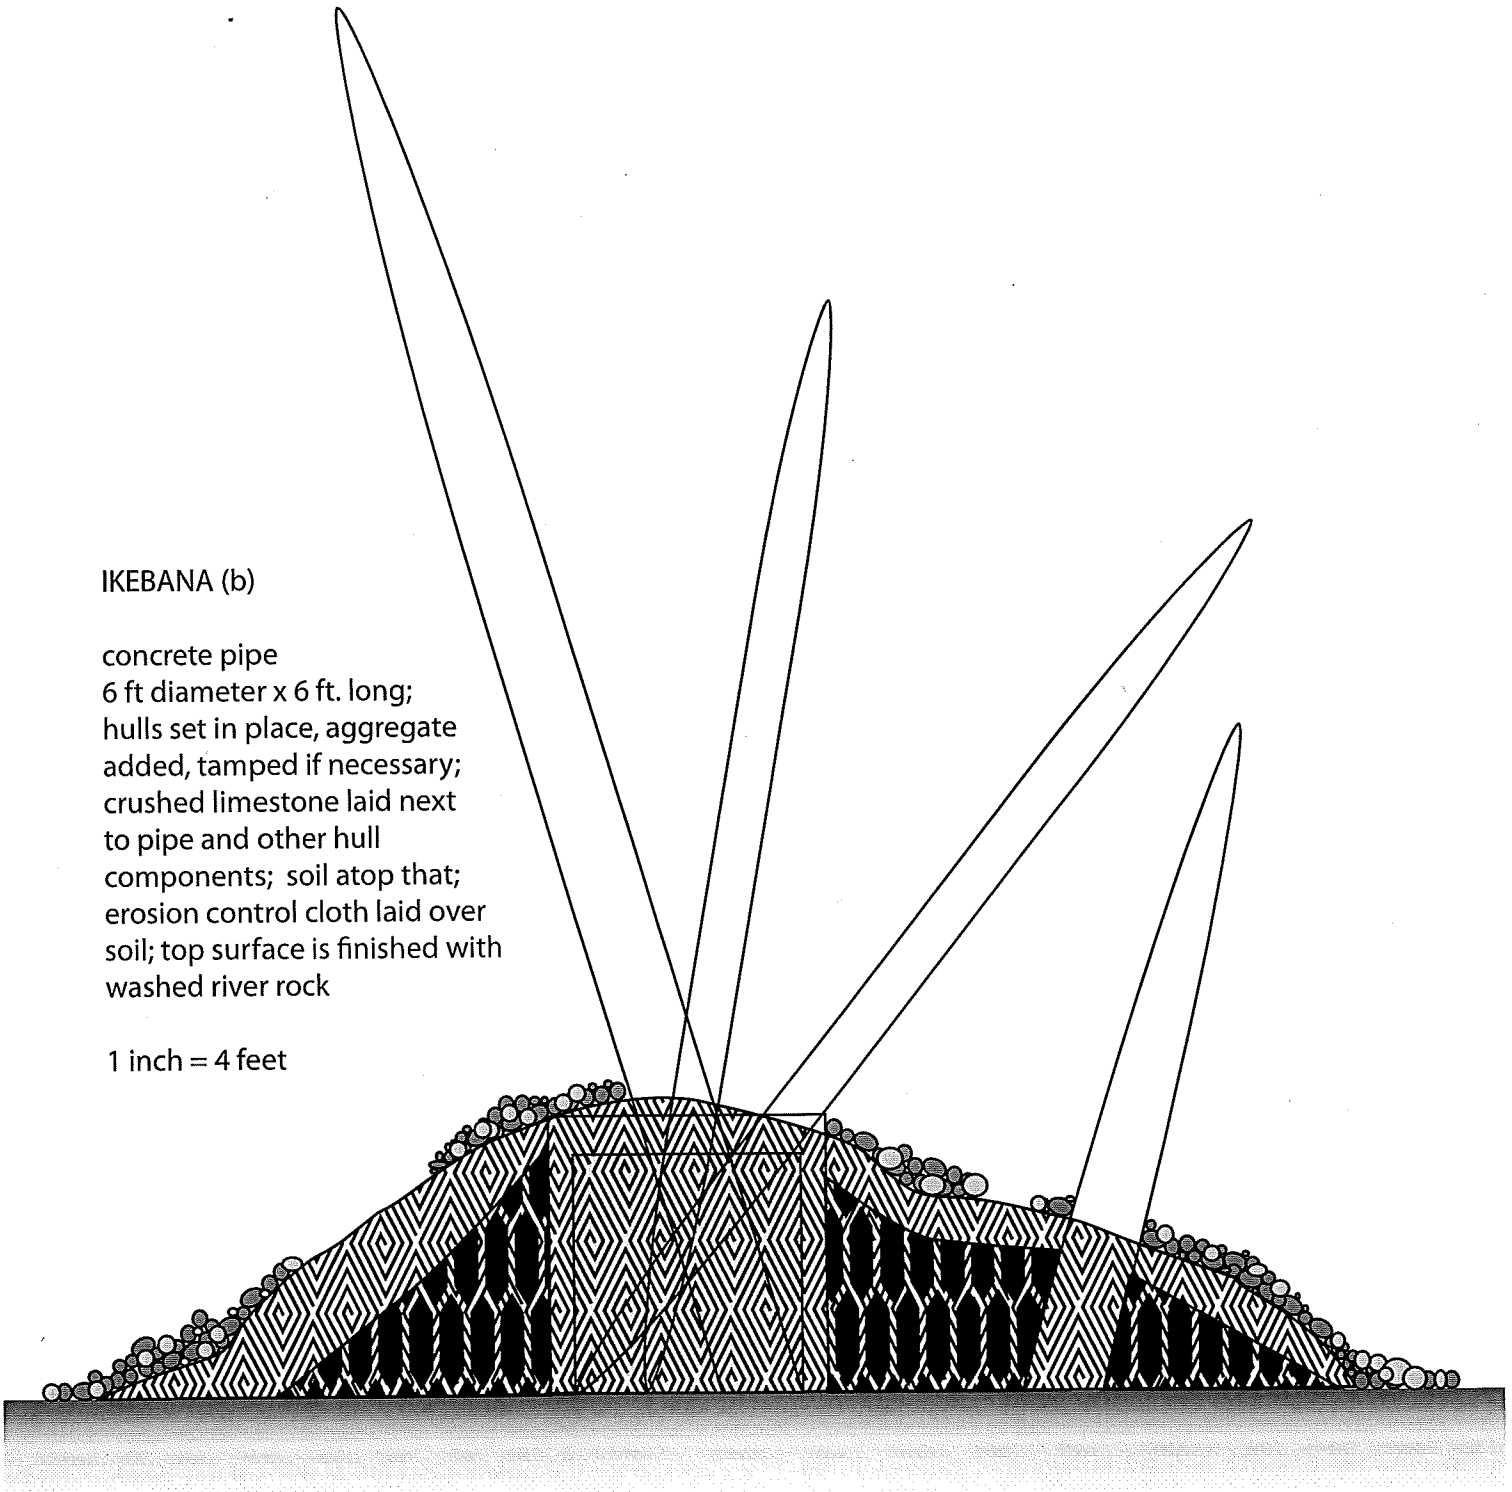 IKEBANA (b)
concrete pipe
6 ft diameter x 6 ft. long;
hulls set in place, aggregate
added, tamped if necessary;
crushed limestone laid next
to pipe and other hull
components;  soil atop that;
erosion control cloth laid over
soil; top surface is finished with
washed river rock
1 inch = 4 feet